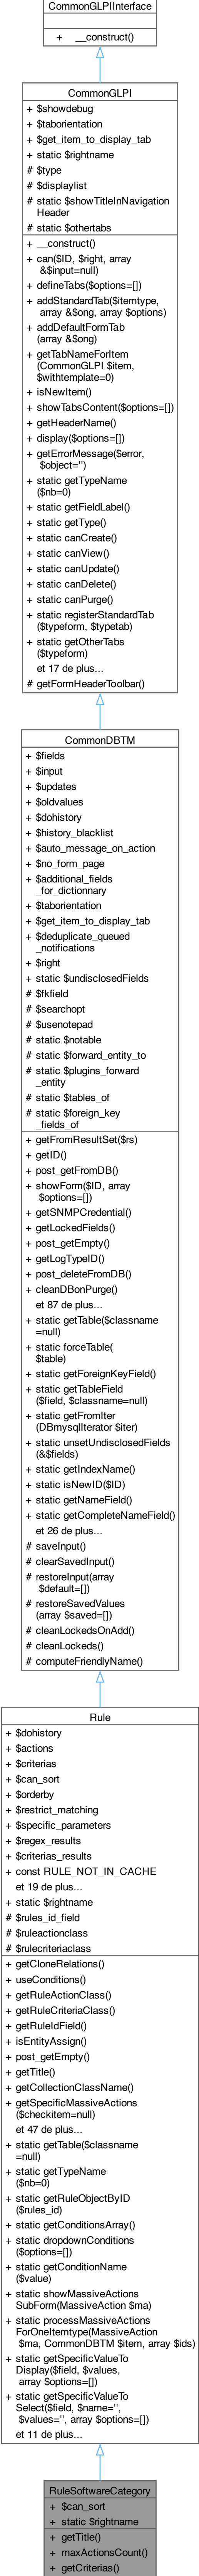 CommonGLPIInterface
+ __construct()
CommonGLPI
+ $showdebug
+ $taborientation
+ $get_item_to_display_tab
+ static $rightname
# $type
# $displaylist
# static $showTitleInNavigation
Header
# static $othertabs
+ __construct()
+ can($ID, $right, array
&$input=null)
+ defineTabs($options=[])
+ addStandardTab($itemtype,
array &$ong, array $options)
+ addDefaultFormTab
(array &$ong)
+ getTabNameForItem
(CommonGLPI $item,
$withtemplate=0)
+ isNewItem()
+ showTabsContent($options=[])
+ getHeaderName()
+ display($options=[])
+ getErrorMessage($error,
$object='')
+ static getTypeName
($nb=0)
+ static getFieldLabel()
+ static getType()
+ static canCreate()
+ static canView()
+ static canUpdate()
+ static canDelete()
+ static canPurge()
+ static registerStandardTab
($typeform, $typetab)
+ static getOtherTabs
($typeform)
et 17 de plus...
# getFormHeaderToolbar()
CommonDBTM
+ $fields
+ $input
+ $updates
+ $oldvalues
+ $dohistory
+ $history_blacklist
+ $auto_message_on_action
+ $no_form_page
+ $additional_fields
_for_dictionnary
+ $taborientation
+ $get_item_to_display_tab
+ $deduplicate_queued
_notifications
+ $right
+ static $undisclosedFields
# $fkfield
# $searchopt
# $usenotepad
# static $notable
# static $forward_entity_to
# static $plugins_forward
_entity
# static $tables_of
# static $foreign_key
_fields_of
+ getFromResultSet($rs)
+ getID()
+ post_getFromDB()
+ showForm($ID, array
$options=[])
+ getSNMPCredential()
+ getLockedFields()
+ post_getEmpty()
+ getLogTypeID()
+ post_deleteFromDB()
+ cleanDBonPurge()
et 87 de plus...
+ static getTable($classname
=null)
+ static forceTable(
$table)
+ static getForeignKeyField()
+ static getTableField
($field, $classname=null)
+ static getFromIter
(DBmysqlIterator $iter)
+ static unsetUndisclosedFields
(&$fields)
+ static getIndexName()
+ static isNewID($ID)
+ static getNameField()
+ static getCompleteNameField()
et 26 de plus...
# saveInput()
# clearSavedInput()
# restoreInput(array
$default=[])
# restoreSavedValues
(array $saved=[])
# cleanLockedsOnAdd()
# cleanLockeds()
# computeFriendlyName()
Rule
+ $dohistory
+ $actions
+ $criterias
+ $can_sort
+ $orderby
+ $restrict_matching
+ $specific_parameters
+ $regex_results
+ $criterias_results
+ const RULE_NOT_IN_CACHE
et 19 de plus...
+ static $rightname
# $rules_id_field
# $ruleactionclass
# $rulecriteriaclass
+ getCloneRelations()
+ useConditions()
+ getRuleActionClass()
+ getRuleCriteriaClass()
+ getRuleIdField()
+ isEntityAssign()
+ post_getEmpty()
+ getTitle()
+ getCollectionClassName()
+ getSpecificMassiveActions
($checkitem=null)
et 47 de plus...
+ static getTable($classname
=null)
+ static getTypeName
($nb=0)
+ static getRuleObjectByID
($rules_id)
+ static getConditionsArray()
+ static dropdownConditions
($options=[])
+ static getConditionName
($value)
+ static showMassiveActions
SubForm(MassiveAction $ma)
+ static processMassiveActions
ForOneItemtype(MassiveAction
$ma, CommonDBTM $item, array $ids)
+ static getSpecificValueTo
Display($field, $values,
array $options=[])
+ static getSpecificValueTo
Select($field, $name='',
$values='', array $options=[])
et 11 de plus...
RuleSoftwareCategory
+ $can_sort
+ static $rightname
+ getTitle()
+ maxActionsCount()
+ getCriterias()